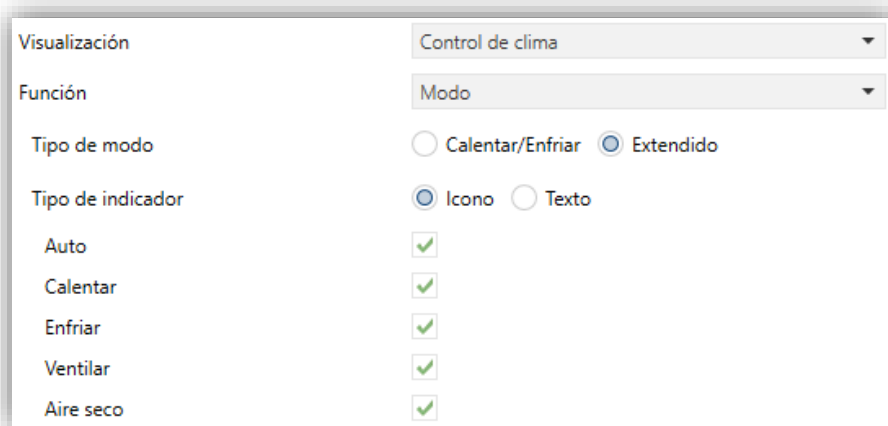 Visualización Control de clima
Función Modo
Tipo de modo Calentar/Enfriar Extendido
Tipo de indicador Icono Texto
Auto
Calentar
Enfriar
Ventilar
Aire seco